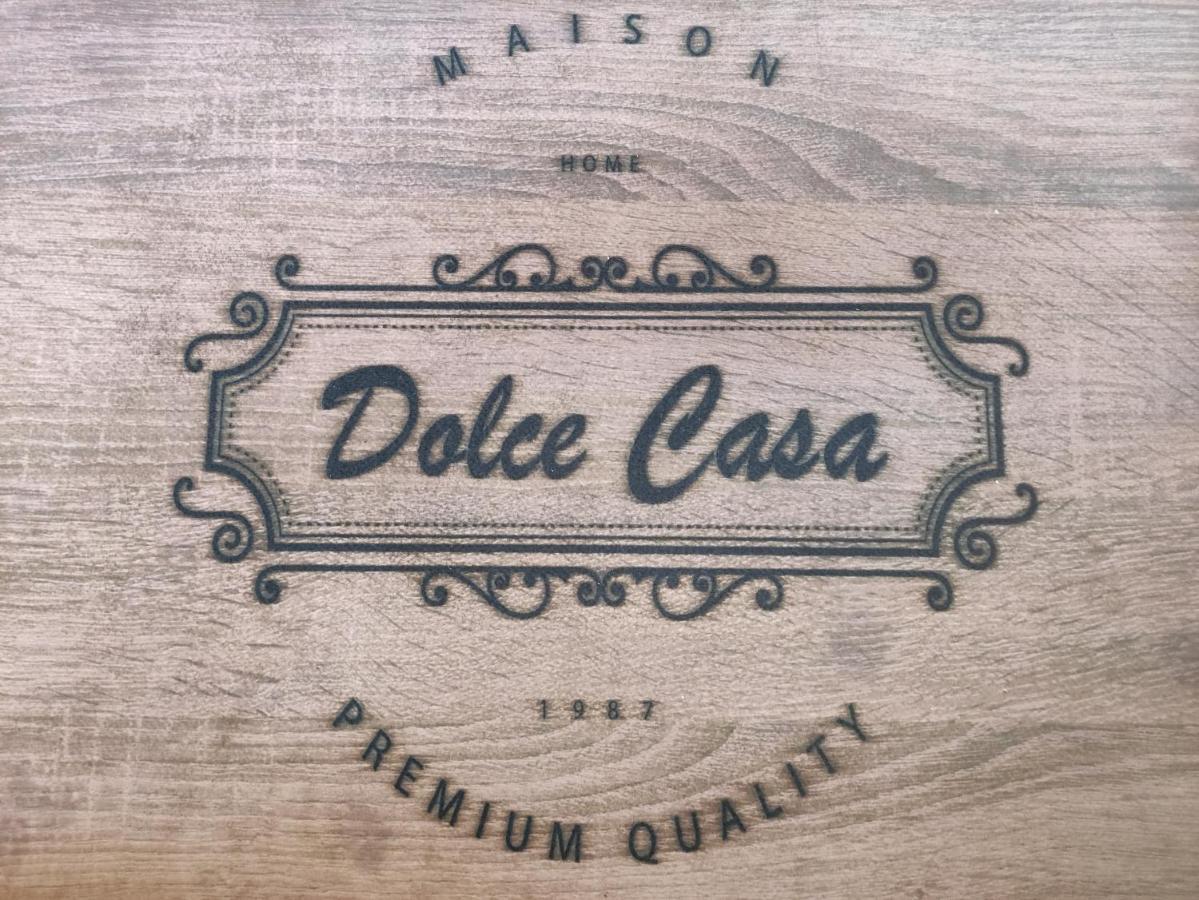 MAISON
HOME
Dolce Casa
1987
PREMIUM QUALITY